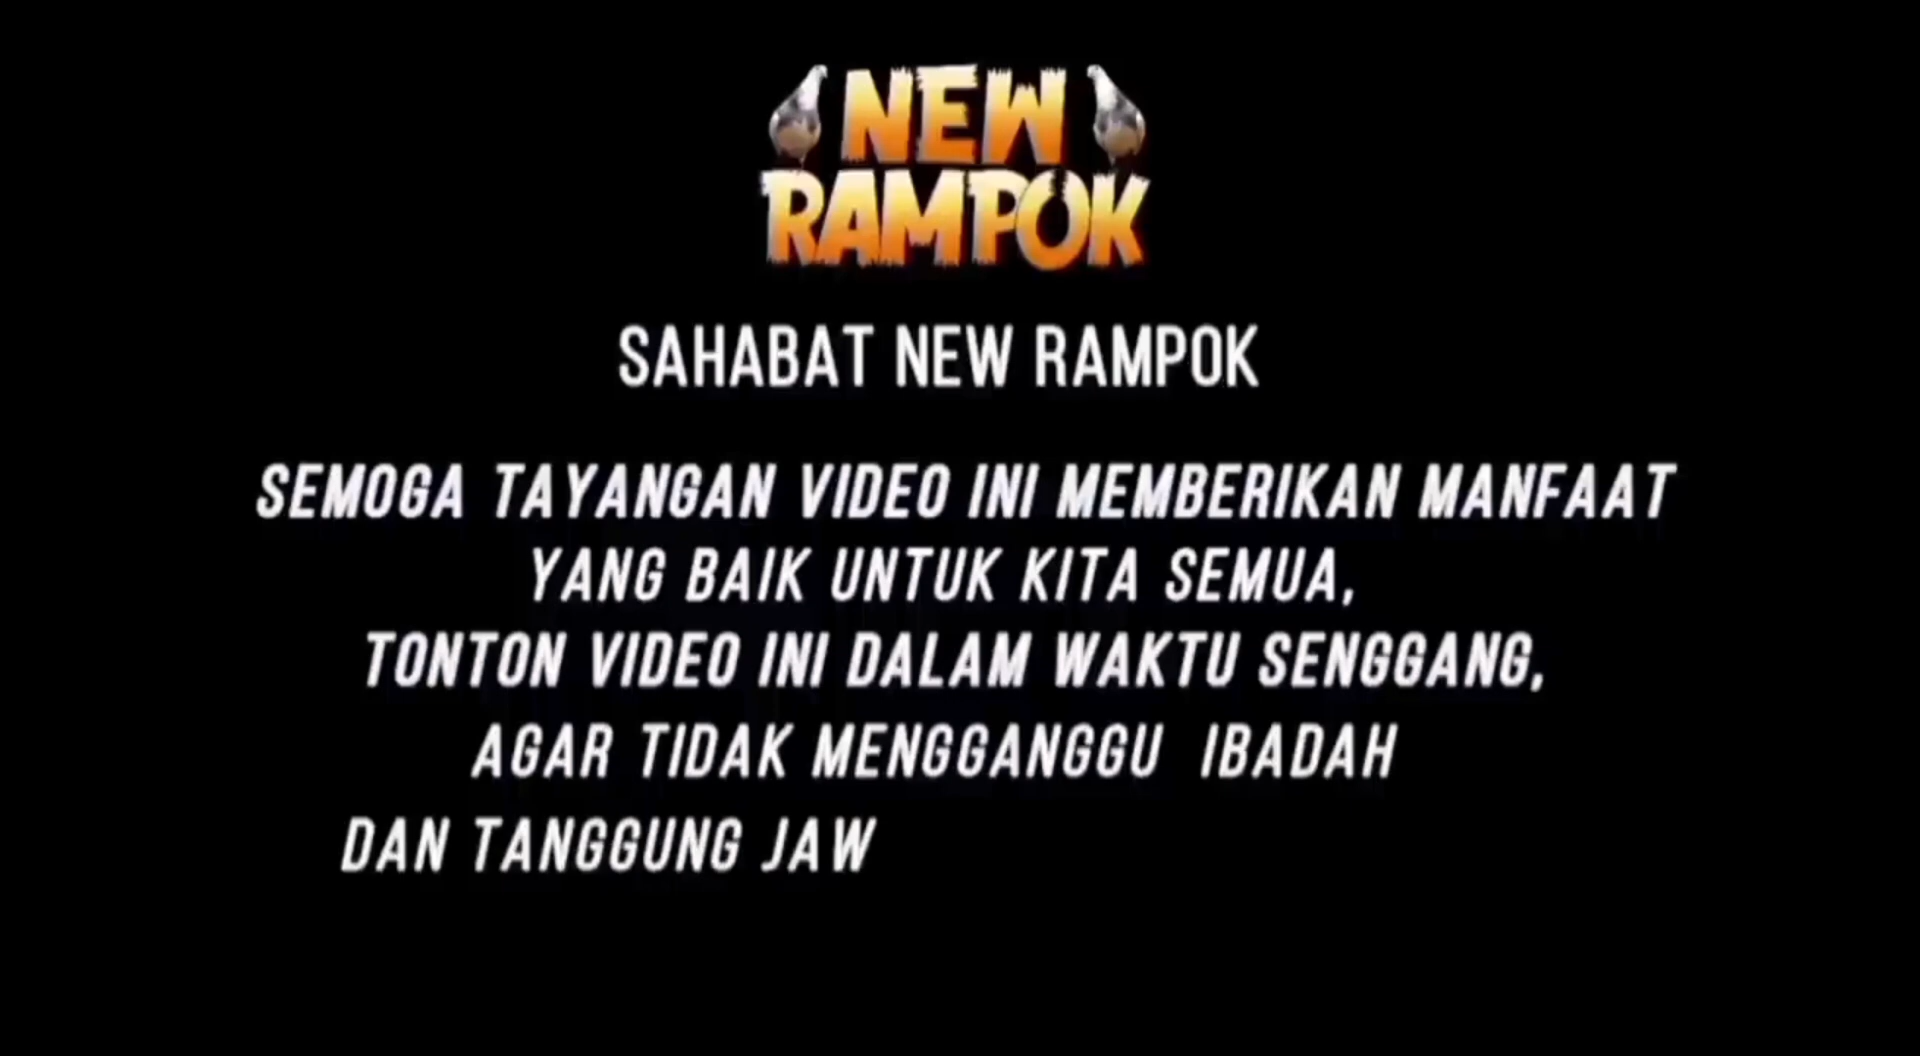 NEW
RAMPOK
SAHABAT NEW RAMPOK
SEMOGA TAYANGAN VIDEO INI MEMBERIKAN MANFAAT
YANG BAIK UNTUK KITA SEMUA,
TONTON VIDEO INI DALAM WAKTU SENGGANG,
AGAR TIDAK MENGGANGGU IBADAH
DAN TANGGUNG JAW